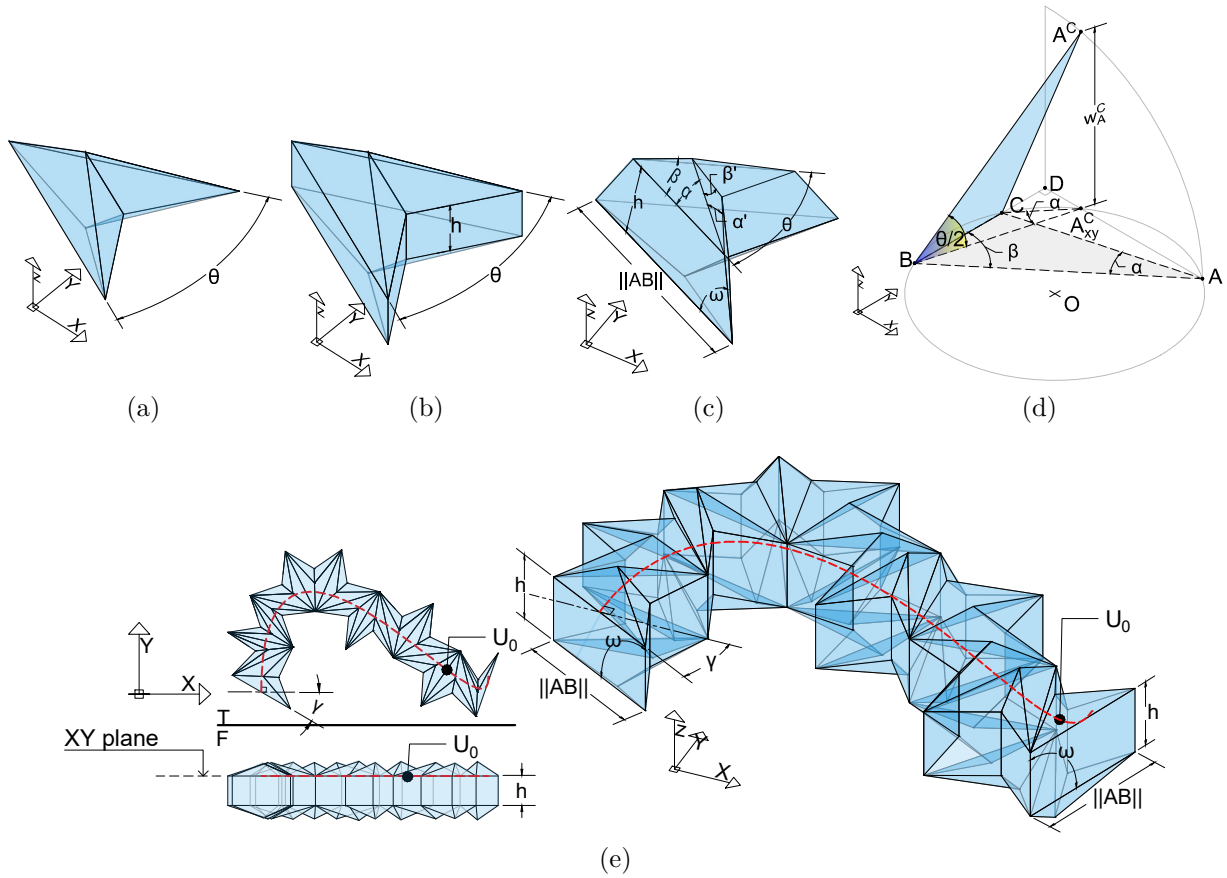 θ
Z
Y
X
(a)
h
θ
Z
Y
X
(b)
β
α
β'
α'
h
θ
||AB||
ω
Z
Y
X
(c)
A^C
w_A^C
D
C
α
A_xy^C
θ/2
β
B
α
A
O
Z
Y
X
(d)
Y
X
U_0
γ
T
F
XY plane
U_0
h
h
ω
γ
||AB||
Z
Y
X
U_0
h
ω
||AB||
(e)